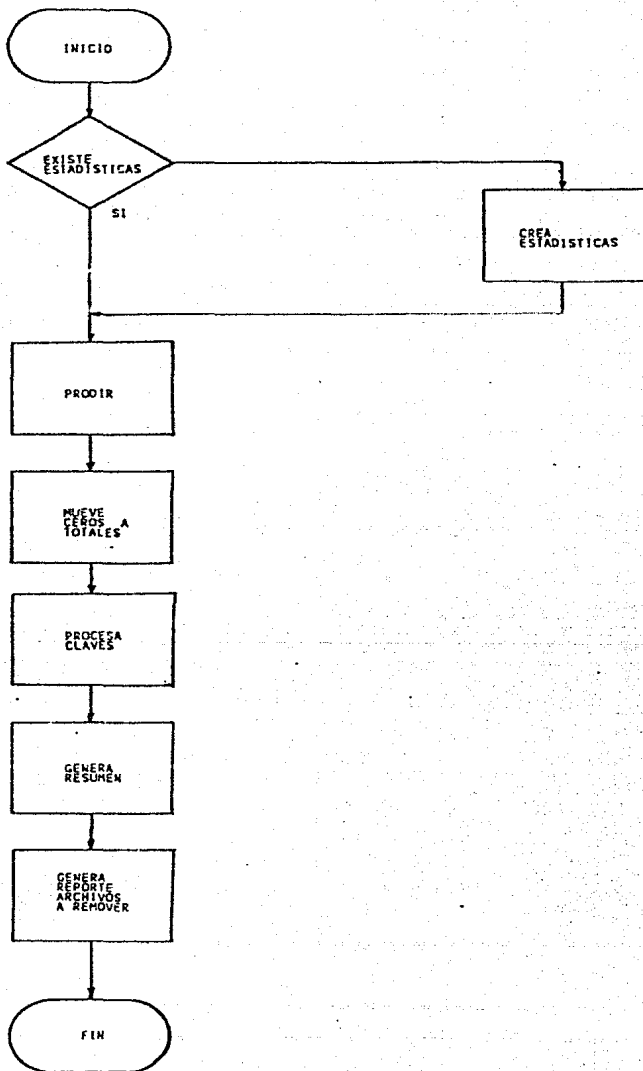 INICIO
EXISTE
ESTADISTICAS
SI
CREA
ESTADISTICAS
PRODIR
MUEVE
CEROS A
TOTALES
PROCESA
CLAVES
GENERA
RESUMEN
GENERA
REPORTE
ARCHIVOS
A REMOVER
FIN